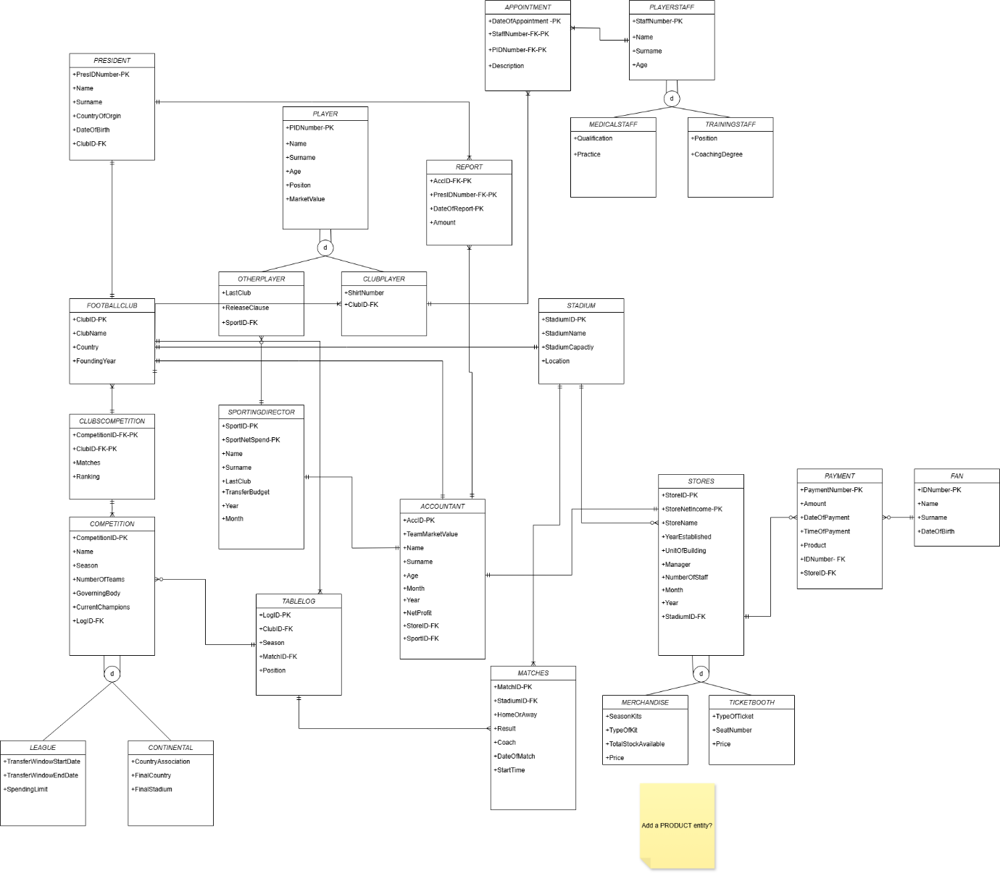 APPOINTMENT
+DateOfAppointment -PK
+StaffNumber-FK-PK
+PIDNumber-FK-PK
+Description
PLAYERSTAFF
+StaffNumber-PK
+Name
+Surname
+Age
d
MEDICALSTAFF
+Qualification
+Practice
TRAININGSTAFF
+Position
+CoachingDegree
PRESIDENT
+PresIDNumber-PK
+Name
+Surname
+CountryOfOrgin
+DateOfBirth
+ClubID-FK
PLAYER
+PIDNumber-PK
+Name
+Surname
+Age
+Positon
+MarketValue
d
REPORT
+AccID-FK-PK
+PresIDNumber-FK-PK
+DateOfReport-PK
+Amount
OTHERPLAYER
+LastClub
+ReleaseClause
+SportID-FK
CLUBPLAYER
+ShirtNumber
+ClubID-FK
FOOTBALLCLUB
+ClubID-PK
+ClubName
+Country
+FoundingYear
STADIUM
+StadiumID-PK
+StadiumName
+StadiumCapactiy
+Location
CLUBSCOMPETITION
+CompetitionID-FK-PK
+ClubID-FK-PK
+Matches
+Ranking
SPORTINGDIRECTOR
+SportID-PK
+SportNetSpend-PK
+Name
+Surname
+LastClub
+TransferBudget
+Year
+Month
ACCOUNTANT
+AccID-PK
+TeamMarketValue
+Name
+Surname
+Age
+Month
+Year
+NetProfit
+StoreID-FK
+SportID-FK
STORES
+StoreID-PK
+StoreNetIncome-PK
+StoreName
+YearEstablished
+UnitOfBuilding
+Manager
+NumberOfStaff
+Month
+Year
+StadiumID-FK
d
PAYMENT
+PaymentNumber-PK
+Amount
+DateOfPayment
+TimeOfPayment
+Product
+IDNumber- FK
+StoreID-FK
FAN
+IDNumber-PK
+Name
+Surname
+DateOfBirth
COMPETITION
+CompetitionID-PK
+Name
+Season
+NumberOfTeams
+GoverningBody
+CurrentChampions
+LogID-FK
d
TABLELOG
+LogID-PK
+ClubID-FK
+Season
+MatchID-FK
+Position
MATCHES
+MatchID-PK
+StadiumID-FK
+HomeOrAway
+Result
+Coach
+DateOfMatch
+StartTime
MERCHANDISE
+SeasonKits
+TypeOfKit
+TotalStockAvailable
+Price
TICKETBOOTH
+TypeOfTicket
+SeatNumber
+Price
LEAGUE
+TransferWindowStartDate
+TransferWindowEndDate
+SpendingLimit
CONTINENTAL
+CountryAssociation
+FinalCountry
+FinalStadium
Add a PRODUCT entity?